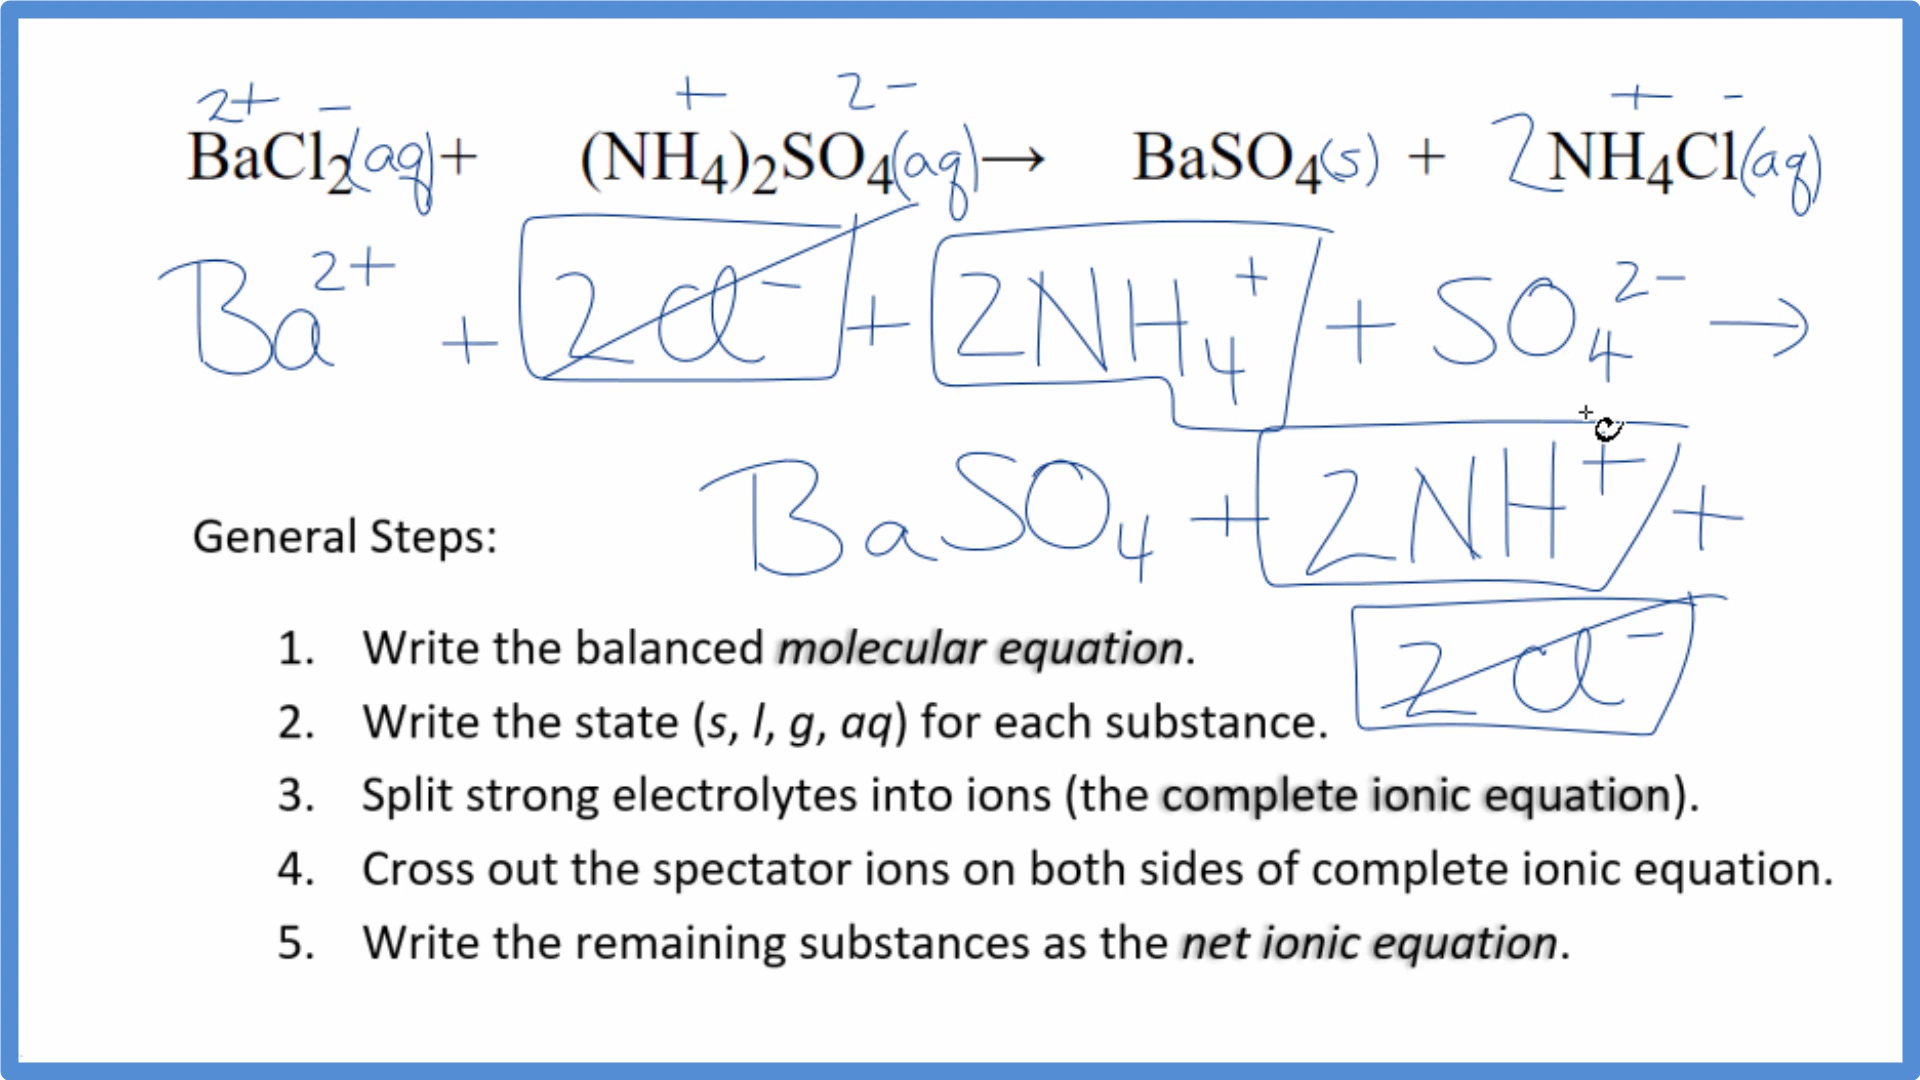 2+ - + 2- + -
BaCl₂(aq) + (NH₄)₂SO₄(aq) → BaSO₄(s) + 2NH₄Cl(aq)
Ba²⁺ + 2Cl⁻ + 2NH₄⁺ + SO₄²⁻ →
BaSO₄ + 2NH⁺ +
2Cl⁻
General Steps:
1. Write the balanced molecular equation.
2. Write the state (s, l, g, aq) for each substance.
3. Split strong electrolytes into ions (the complete ionic equation).
4. Cross out the spectator ions on both sides of complete ionic equation.
5. Write the remaining substances as the net ionic equation.